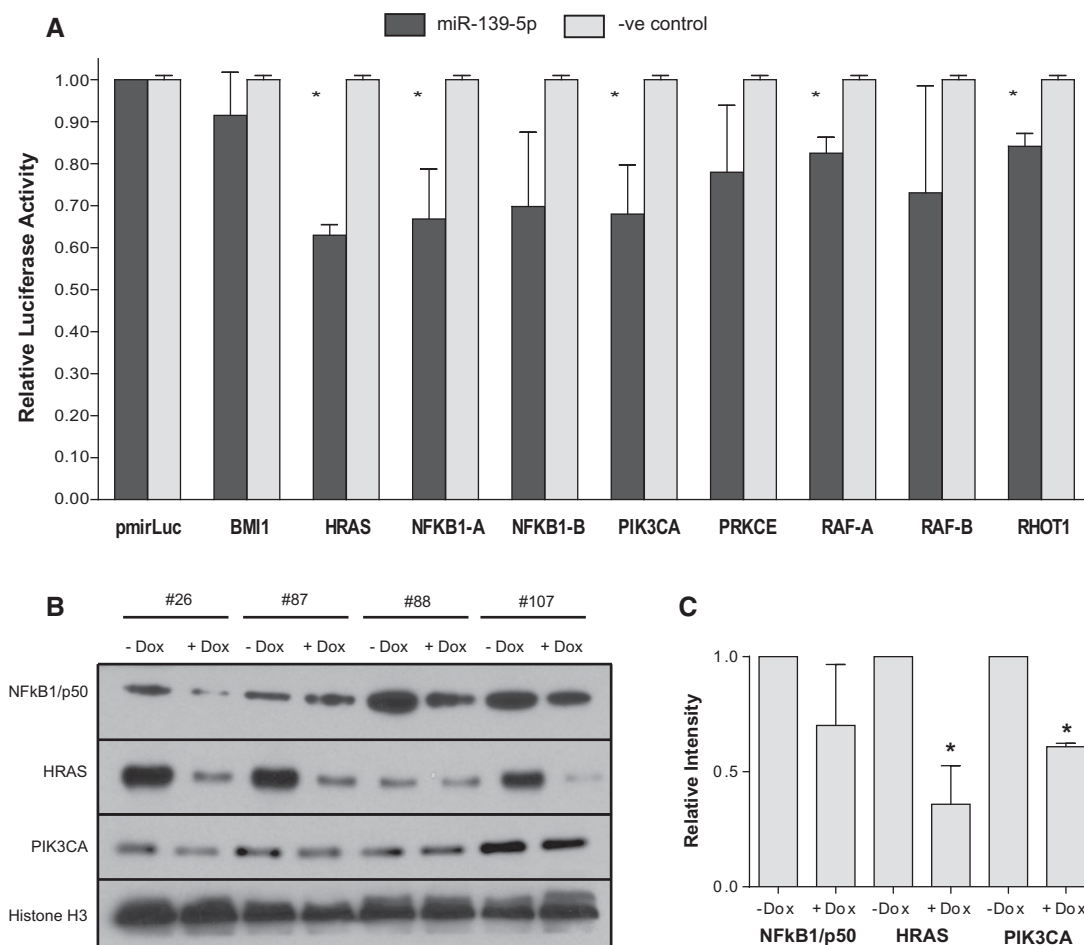 A
miR-139-5p
-ve control
Relative Luciferase Activity
1.00
0.90
0.80
0.70
0.60
0.50
0.40
0.30
0.20
0.10
0.00
* * * * *
pmirLuc BMI1 HRAS NFKB1-A NFKB1-B PIK3CA PRKCE RAF-A RAF-B RHOT1
B
#26 #87 #88 #107
- Dox + Dox - Dox + Dox - Dox + Dox - Dox + Dox
NFkB1/p50
HRAS
PIK3CA
Histone H3
C
Relative Intensity
1.0
0.5
0.0
* *
-Dox +Dox -Dox +Dox -Dox +Dox
NFKB1/p50 HRAS PIK3CA